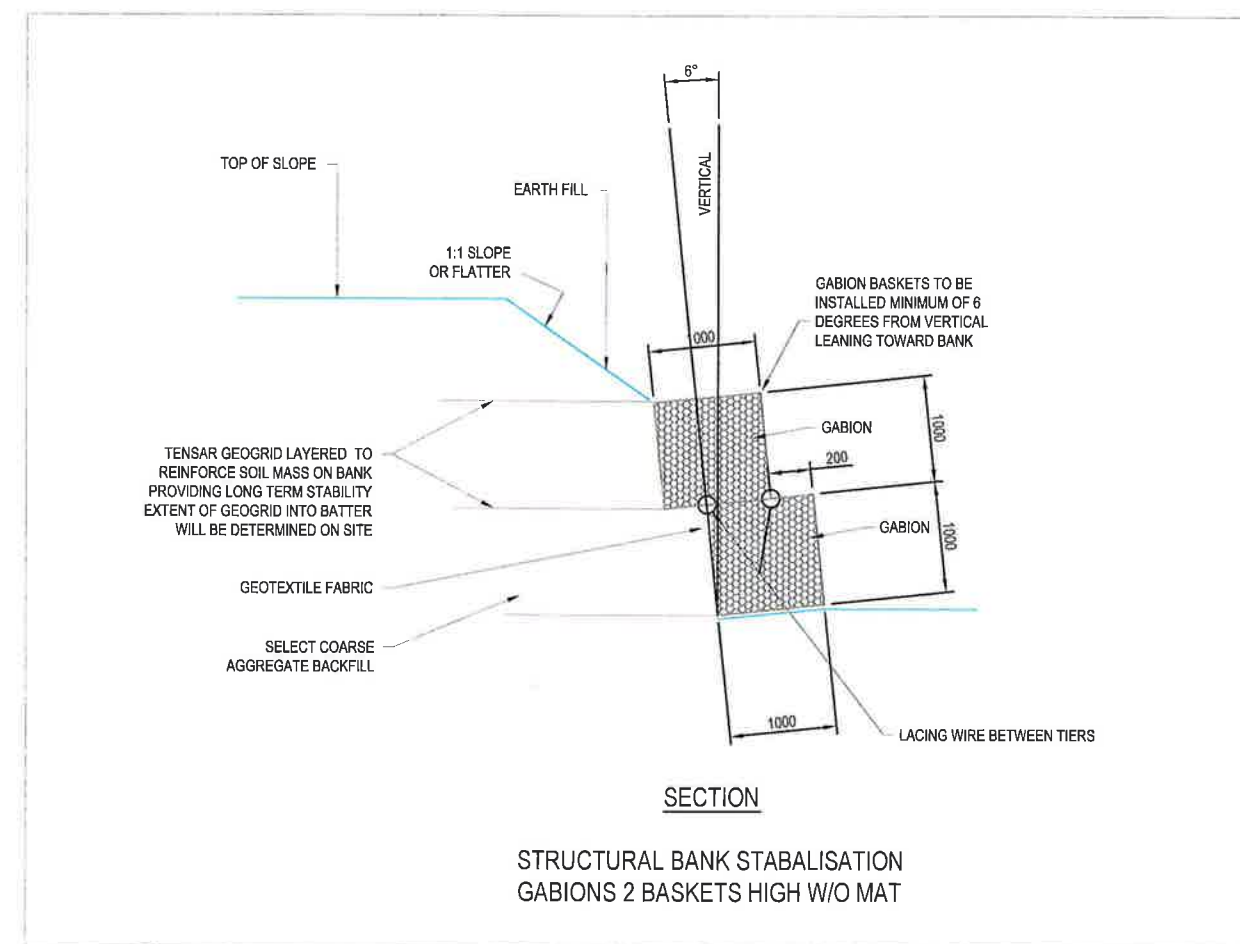 6°
VERTICAL
TOP OF SLOPE
EARTH FILL
1:1 SLOPE
OR FLATTER
GABION BASKETS TO BE
INSTALLED MINIMUM OF 6
DEGREES FROM VERTICAL
LEANING TOWARD BANK
000
GABION
1000
200
TENSAR GEOGRID LAYERED TO
REINFORCE SOIL MASS ON BANK
PROVIDING LONG TERM STABILITY
EXTENT OF GEOGRID INTO BATTER
WILL BE DETERMINED ON SITE
GABION
1000
GEOTEXTILE FABRIC
SELECT COARSE
AGGREGATE BACKFILL
1000
LACING WIRE BETWEEN TIERS
SECTION
STRUCTURAL BANK STABALISATION
GABIONS 2 BASKETS HIGH W/O MAT